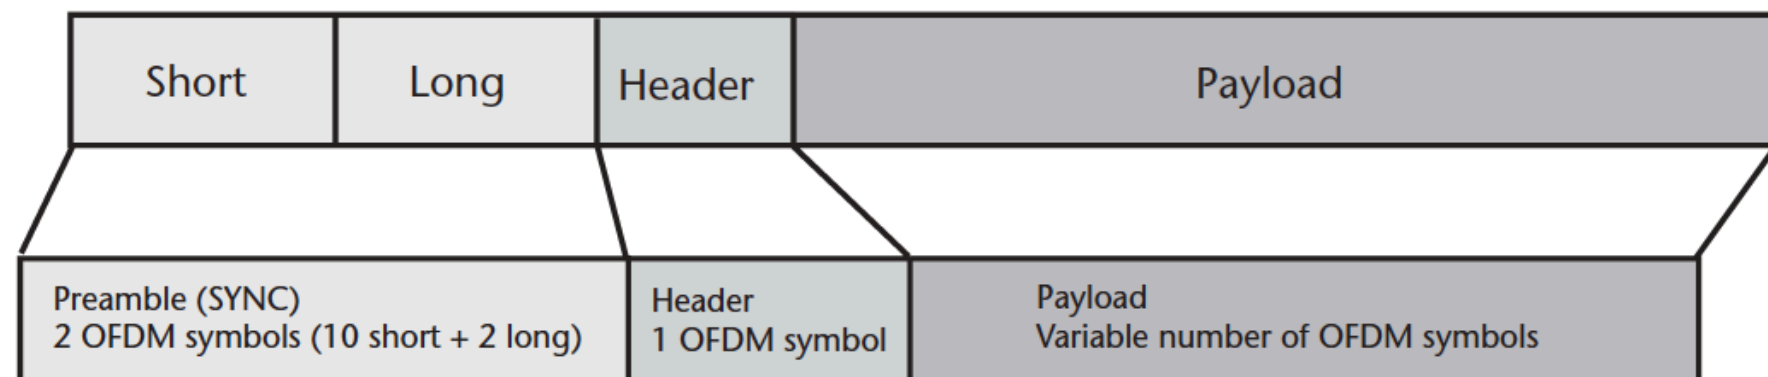 Short
Long
Header
Payload
Preamble (SYNC)
2 OFDM symbols (10 short + 2 long)
Header
1 OFDM symbol
Payload
Variable number of OFDM symbols